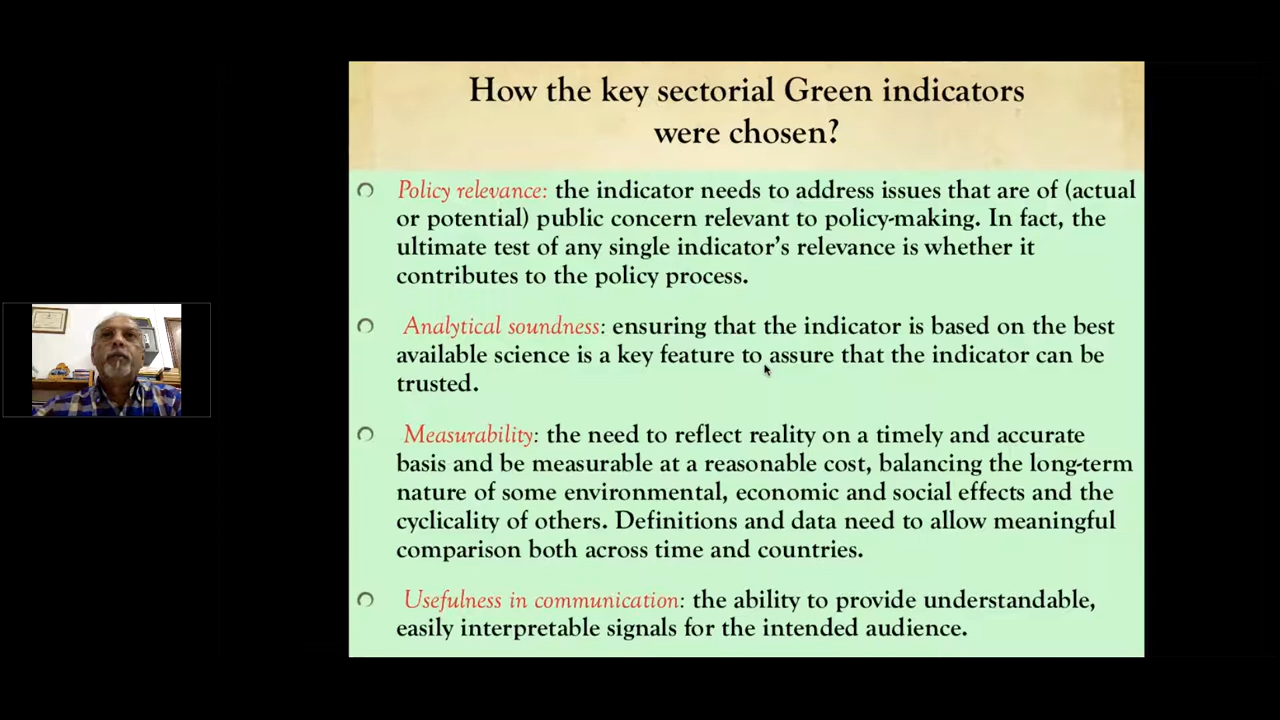 How the key sectorial Green indicators
were chosen?
Policy relevance: the indicator needs to address issues that are of (actual
or potential) public concern relevant to policy-making. In fact, the
ultimate test of any single indicator's relevance is whether it
contributes to the policy process.
Analytical soundness: ensuring that the indicator is based on the best
available science is a key feature to assure that the indicator can be
trusted.
Measurability: the need to reflect reality on a timely and accurate
basis and be measurable at a reasonable cost, balancing the long-term
nature of some environmental, economic and social effects and the
cyclicality of others. Definitions and data need to allow meaningful
comparison both across time and countries.
Usefulness in communication: the ability to provide understandable,
easily interpretable signals for the intended audience.